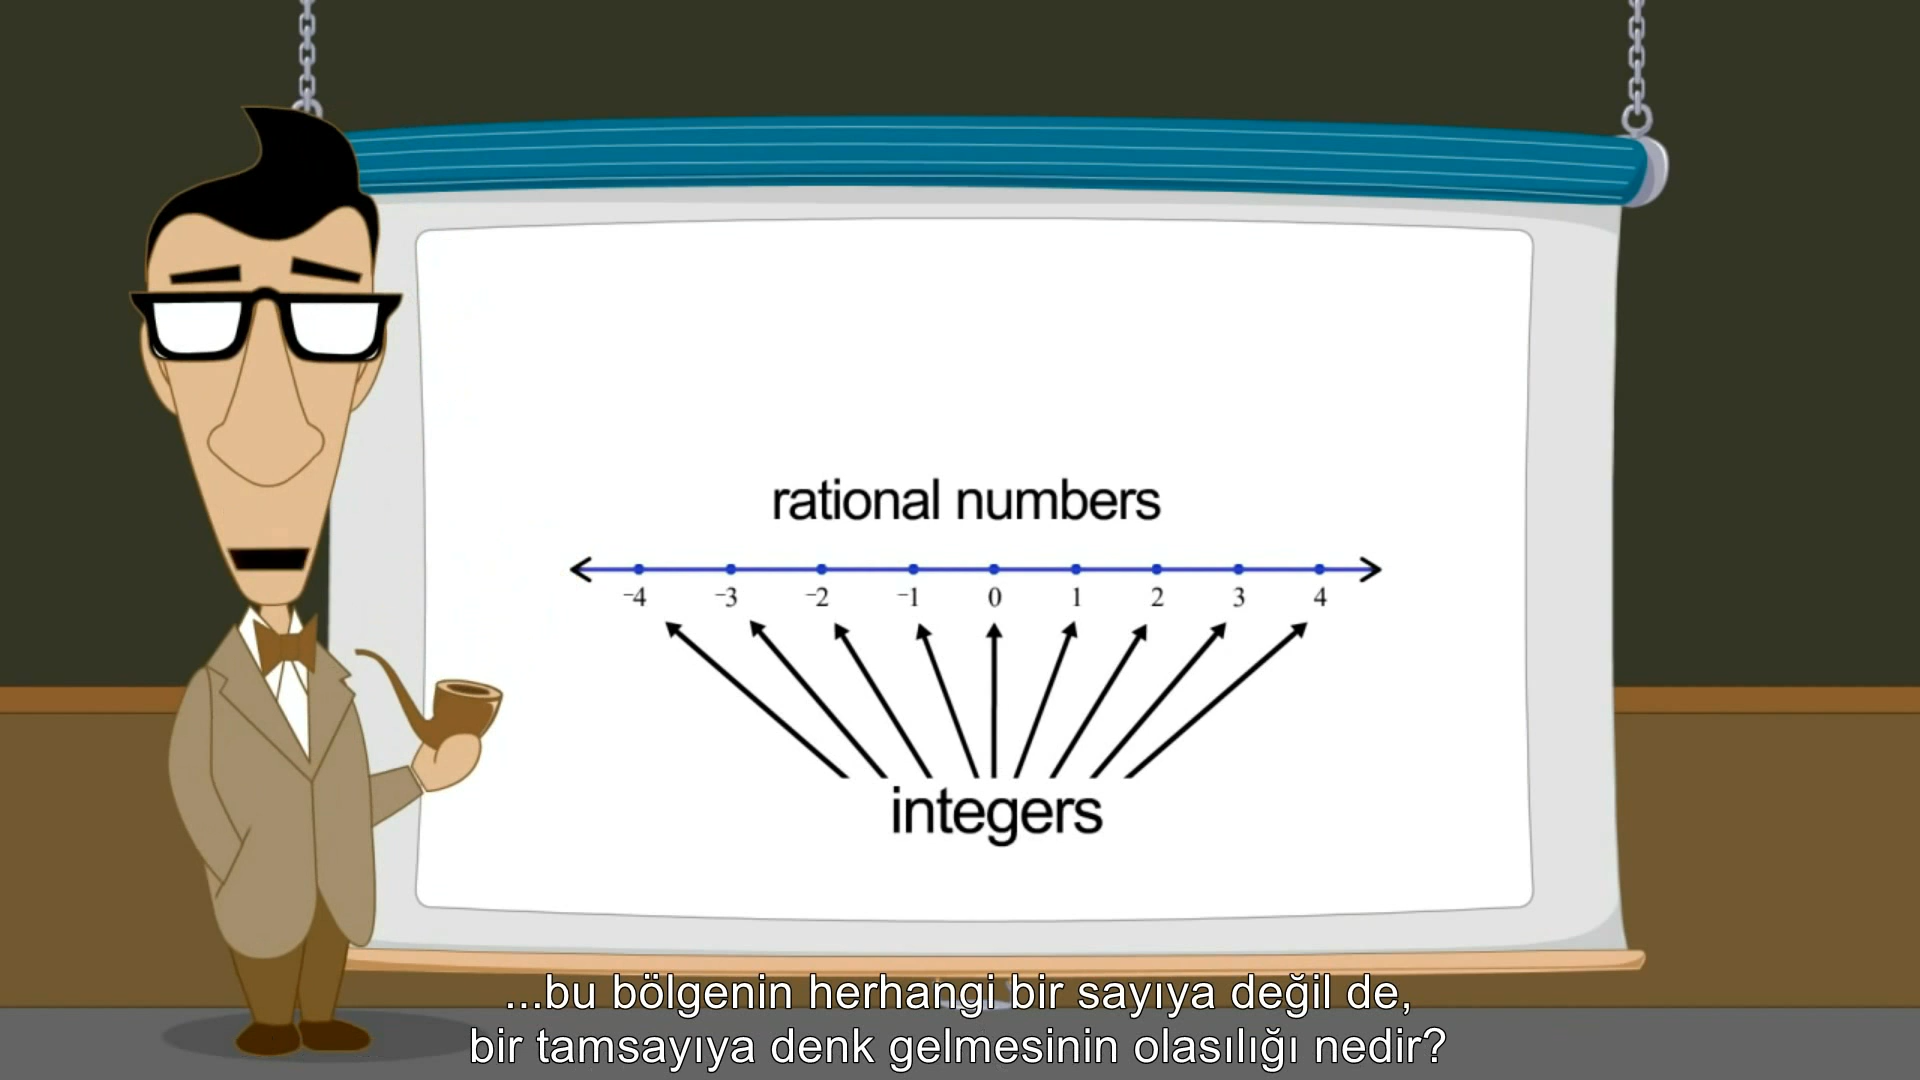 rational numbers
–4 –3 –2 –1 0 1 2 3 4
integers
...bu bölgenin herhangi bir sayıya değil de,
bir tamsayıya denk gelmesinin olasılığı nedir?